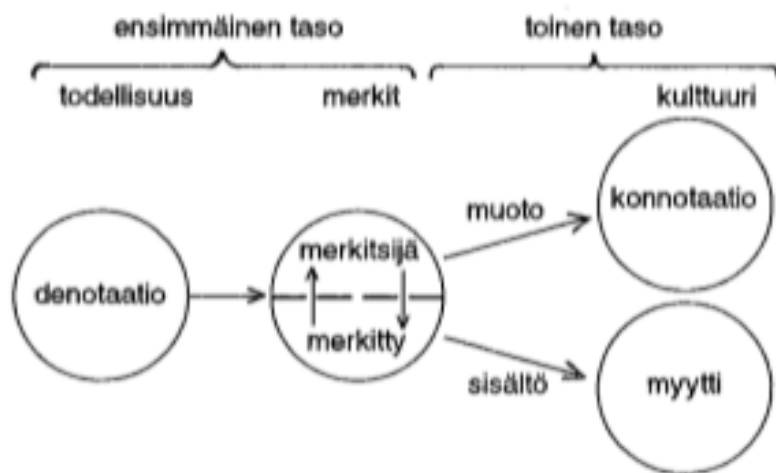 ensimmäinen taso toinen taso
todellisuus merkit kulttuuri
muoto konnotaatio
merkitsijä
denotaatio
merkitty
sisältö myytti